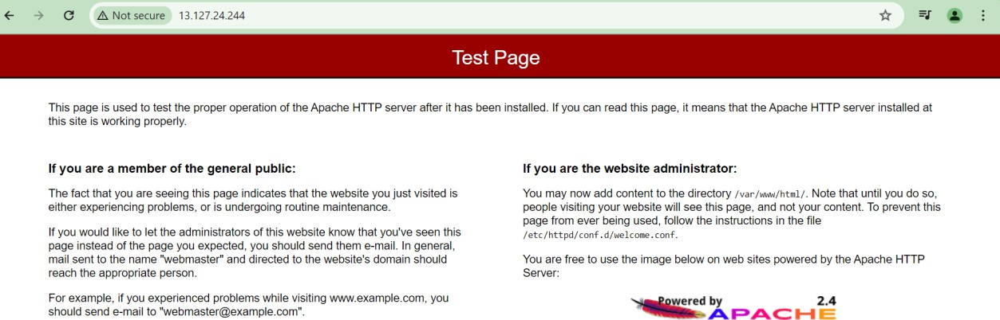 Not secure 13.127.24.244
Test Page
This page is used to test the proper operation of the Apache HTTP server after it has been installed. If you can read this page, it means that the Apache HTTP server installed at
this site is working properly.
If you are a member of the general public:
The fact that you are seeing this page indicates that the website you just visited is
either experiencing problems, or is undergoing routine maintenance.
If you would like to let the administrators of this website know that you've seen this
page instead of the page you expected, you should send them e-mail. In general,
mail sent to the name "webmaster" and directed to the website's domain should
reach the appropriate person.
For example, if you experienced problems while visiting www.example.com, you
should send e-mail to "webmaster@example.com".
If you are the website administrator:
You may now add content to the directory /var/www/html/. Note that until you do so,
people visiting your website will see this page, and not your content. To prevent this
page from ever being used, follow the instructions in the file
/etc/httpd/conf.d/welcome.conf.
You are free to use the image below on web sites powered by the Apache HTTP
Server:
Powered by 2.4
APACHE